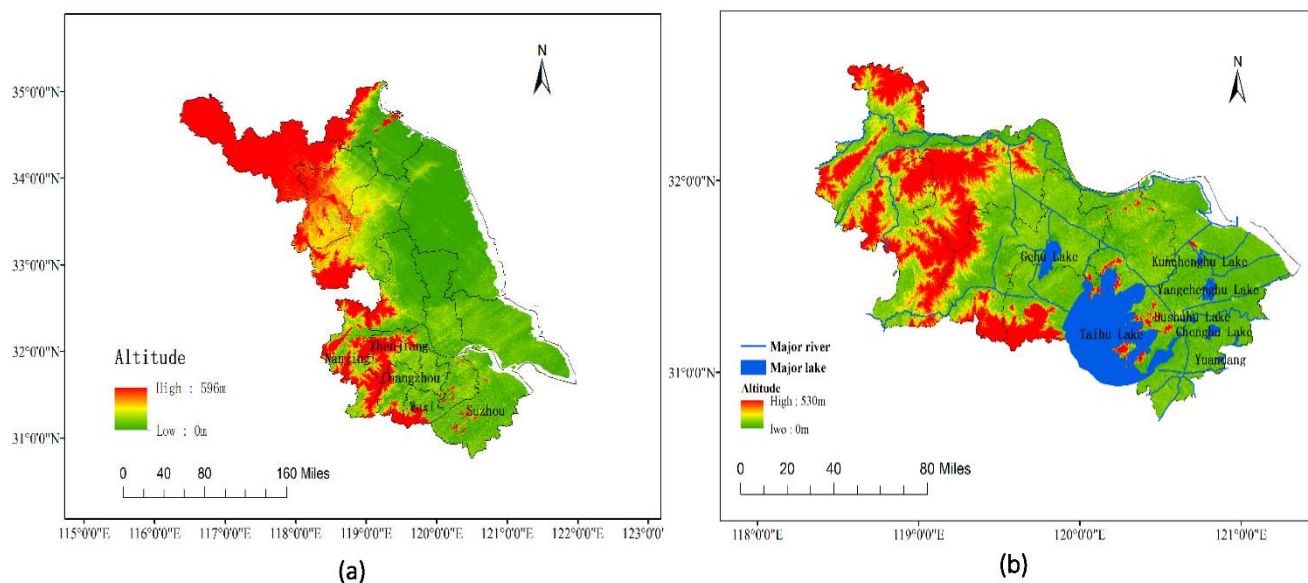 N
35°0'0"N
34°0'0"N
33°0'0"N
32°0'0"N
31°0'0"N
Zhenjiang
Nanjing
Changzhou
Wuxi
Suzhou
Altitude
High : 596m
Low : 0m
0 40 80 160 Miles
115°0'0"E 116°0'0"E 117°0'0"E 118°0'0"E 119°0'0"E 120°0'0"E 121°0'0"E 122°0'0"E 123°0'0"
(a)
N
32°0'0"N
31°0'0"N
Gehu Lake
Kunchenghu Lake
Yangchenghu Lake
Dushuhu Lake
Chenghu Lake
Taihu Lake
Yuandang
Major river
Major lake
Altitude
High : 530m
Iwo : 0m
0 20 40 80 Miles
118°0'0"E 119°0'0"E 120°0'0"E 121°0'0"E
(b)